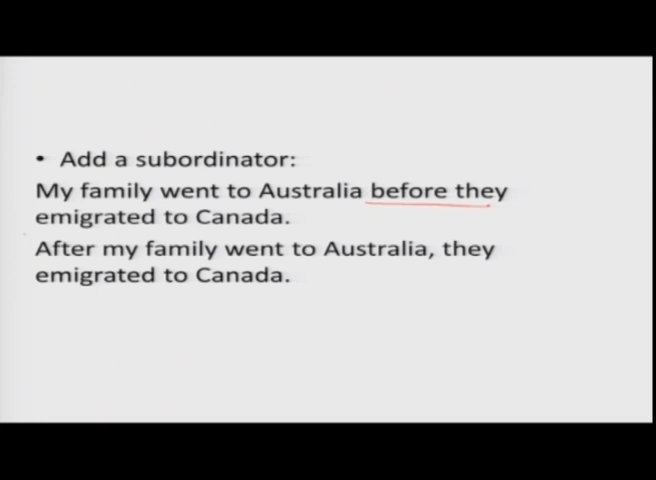 • Add a subordinator:
My family went to Australia before they
emigrated to Canada.
After my family went to Australia, they
emigrated to Canada.